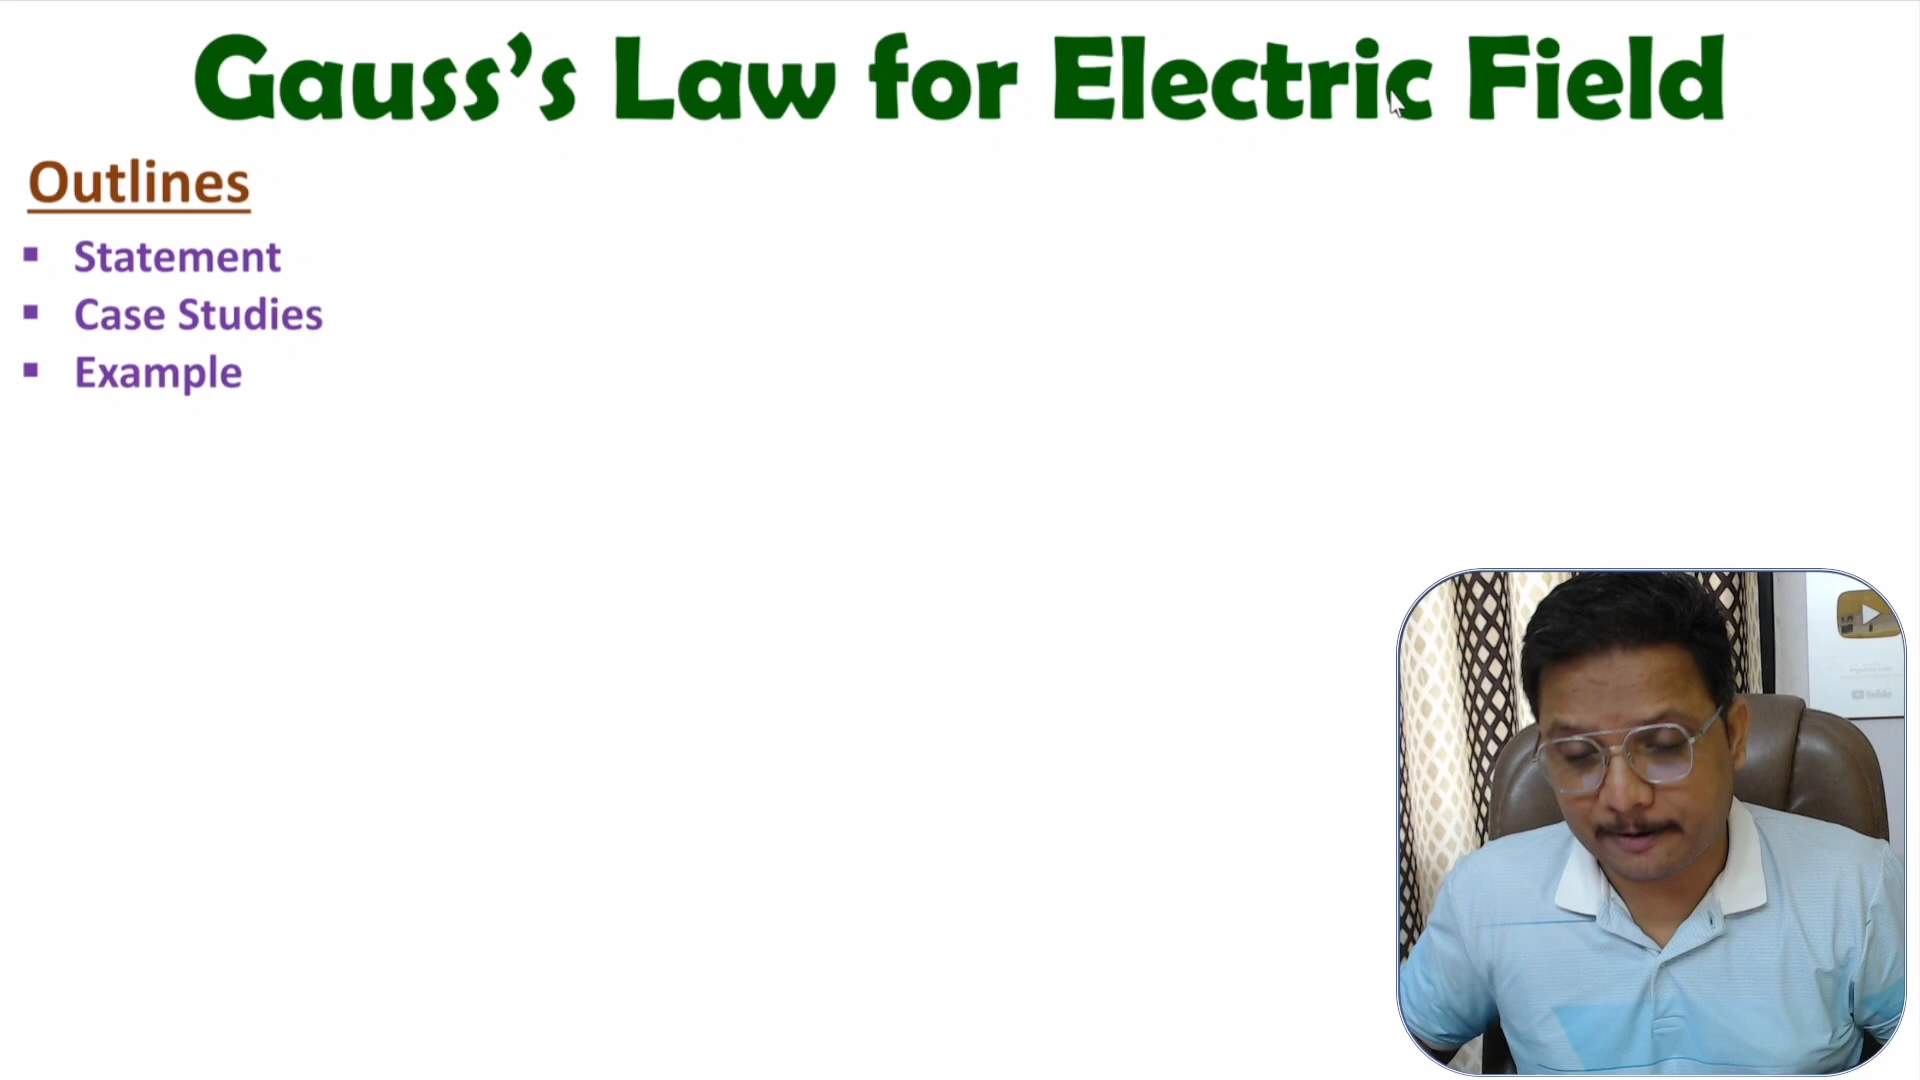 Gauss’s Law for Electric Field
Outlines
▪ Statement
▪ Case Studies
▪ Example